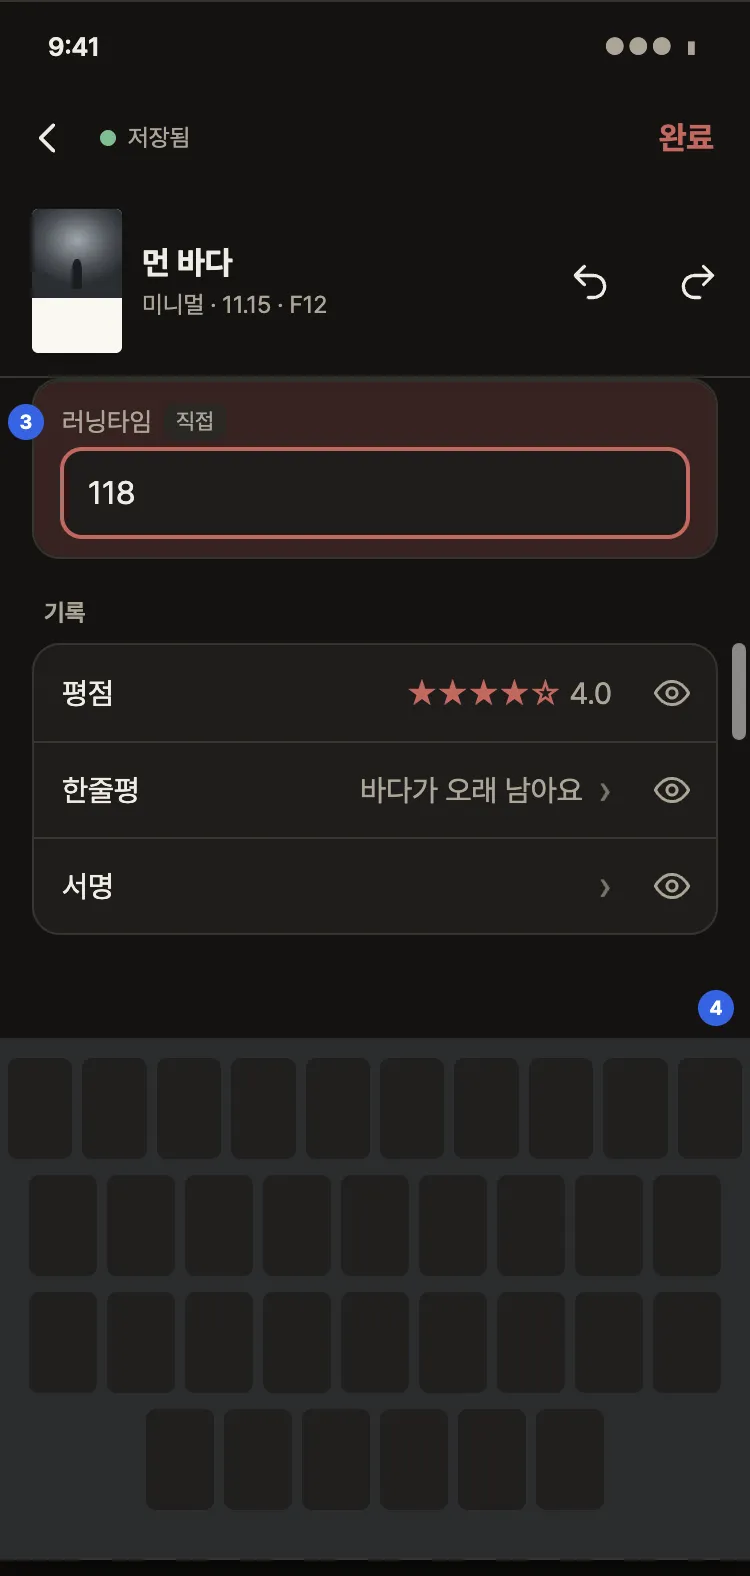 9:41
저장됨
완료
먼 바다
미니멀 · 11.15 · F12
3
러닝타임 직접
118
기록
평점 ★★★★☆ 4.0
한줄평 바다가 오래 남아요 ›
서명 ›
4